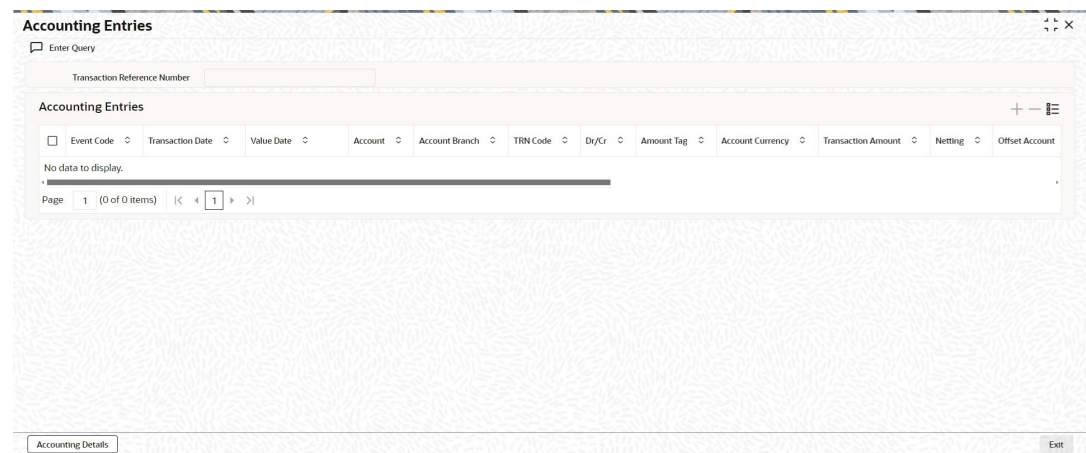 Accounting Entries
Enter Query
Transaction Reference Number
Accounting Entries
Event Code Transaction Date Value Date Account Account Branch TRN Code Dr/Cr Amount Tag Account Currency Transaction Amount Netting Offset Account
No data to display.
Page 1 (0 of 0 items) 1
Accounting Details Exit